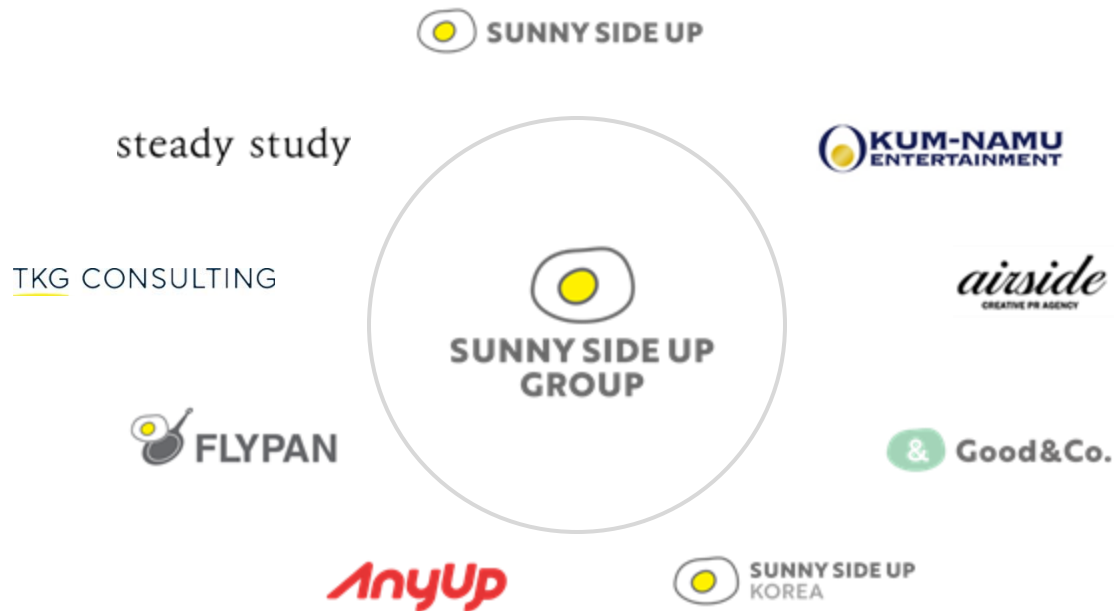 SUNNY SIDE UP
steady study
KUM-NAMU
ENTERTAINMENT
TKG CONSULTING
airside
CREATIVE PR AGENCY
SUNNY SIDE UP
GROUP
FLYPAN
& Good&Co.
AnyUp
SUNNY SIDE UP
KOREA